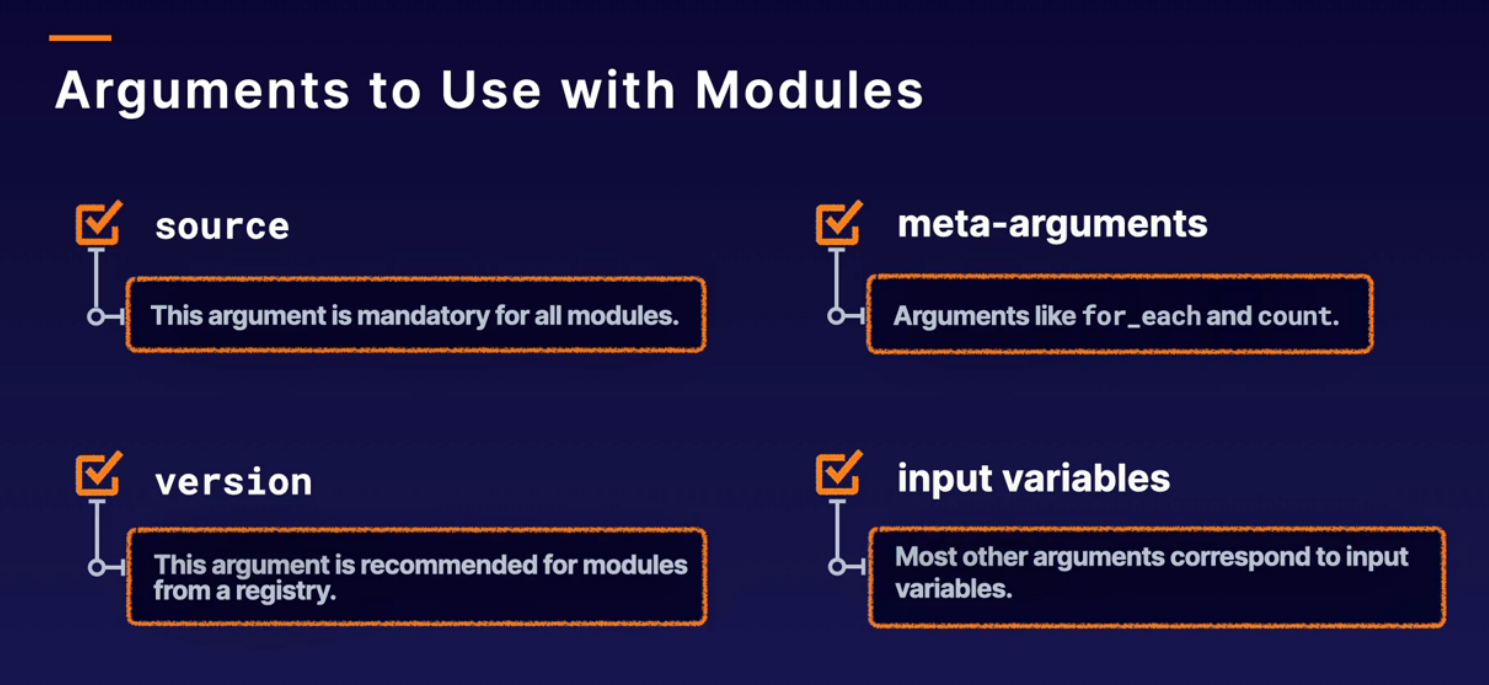 Arguments to Use with Modules
source
This argument is mandatory for all modules.
meta-arguments
Arguments like for_each and count.
version
This argument is recommended for modules
from a registry.
input variables
Most other arguments correspond to input
variables.